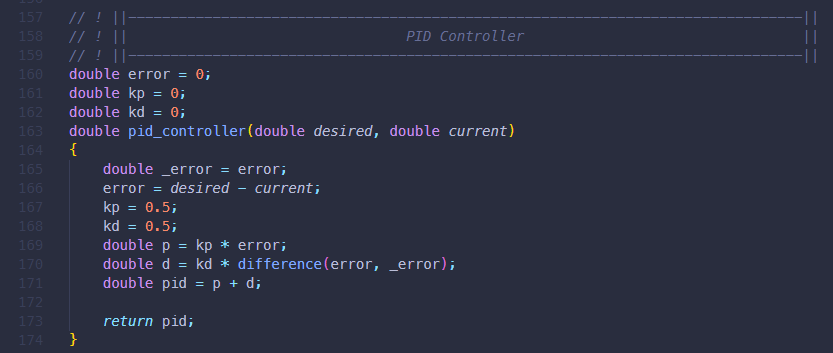 157 // ! ||------------------------------------------------------------------------------||
158 // ! || PID Controller ||
159 // ! ||------------------------------------------------------------------------------||
160 double error = 0;
161 double kp = 0;
162 double kd = 0;
163 double pid_controller(double desired, double current)
164 {
165 double _error = error;
166 error = desired - current;
167 kp = 0.5;
168 kd = 0.5;
169 double p = kp * error;
170 double d = kd * difference(error, _error);
171 double pid = p + d;
172
173 return pid;
174 }